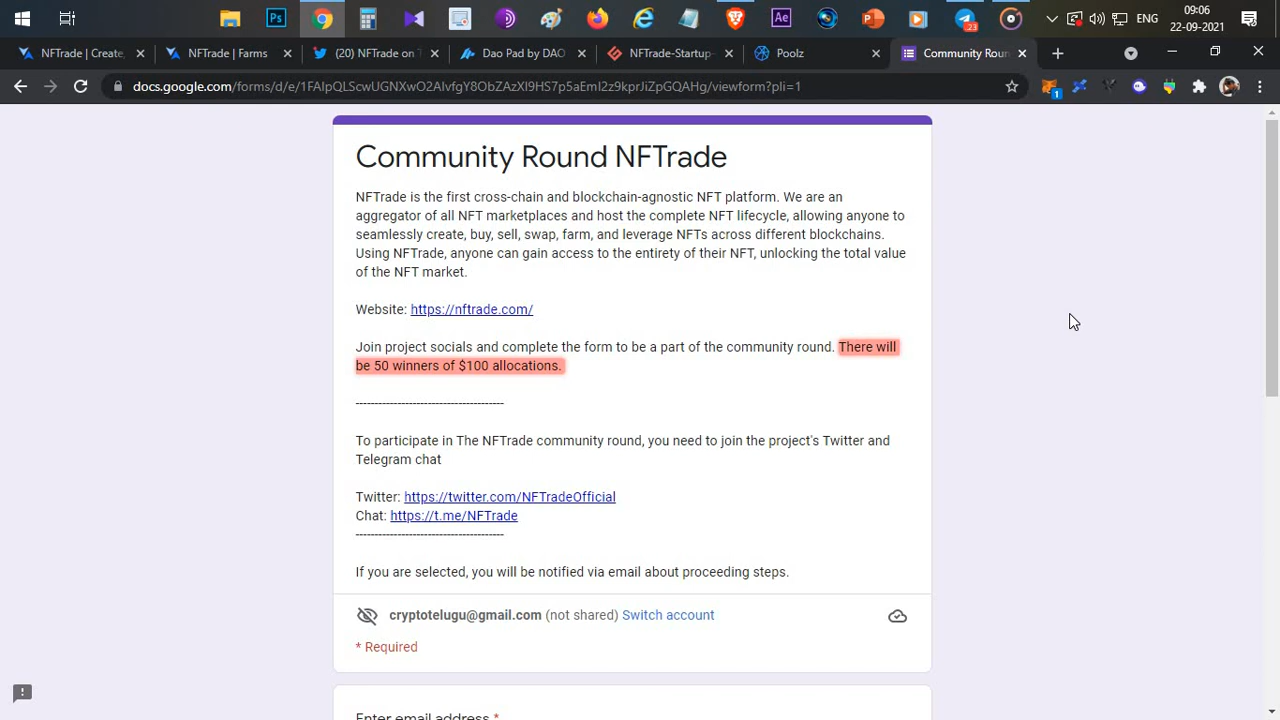 Ps
Ae
23
ENG
09:06
22-09-2021
NFTrade | Create,
NFTrade | Farms
(20) NFTrade on T
Dao Pad by DAO
NFTrade-Startup-
Poolz
Community Roun
docs.google.com/forms/d/e/1FAIpQLScwUGNXwO2AIvfgY8ObZAzXI9HS7p5aEmI2z9kprJiZpGQAHg/viewform?pli=1
1
Community Round NFTrade
NFTrade is the first cross-chain and blockchain-agnostic NFT platform. We are an
aggregator of all NFT marketplaces and host the complete NFT lifecycle, allowing anyone to
seamlessly create, buy, sell, swap, farm, and leverage NFTs across different blockchains.
Using NFTrade, anyone can gain access to the entirety of their NFT, unlocking the total value
of the NFT market.
Website: https://nftrade.com/
Join project socials and complete the form to be a part of the community round. There will
be 50 winners of $100 allocations.
--------------------------------------
To participate in The NFTrade community round, you need to join the project's Twitter and
Telegram chat
Twitter: https://twitter.com/NFTradeOfficial
Chat: https://t.me/NFTrade
--------------------------------------
If you are selected, you will be notified via email about proceeding steps.
cryptotelugu@gmail.com (not shared) Switch account
* Required
Enter email address *